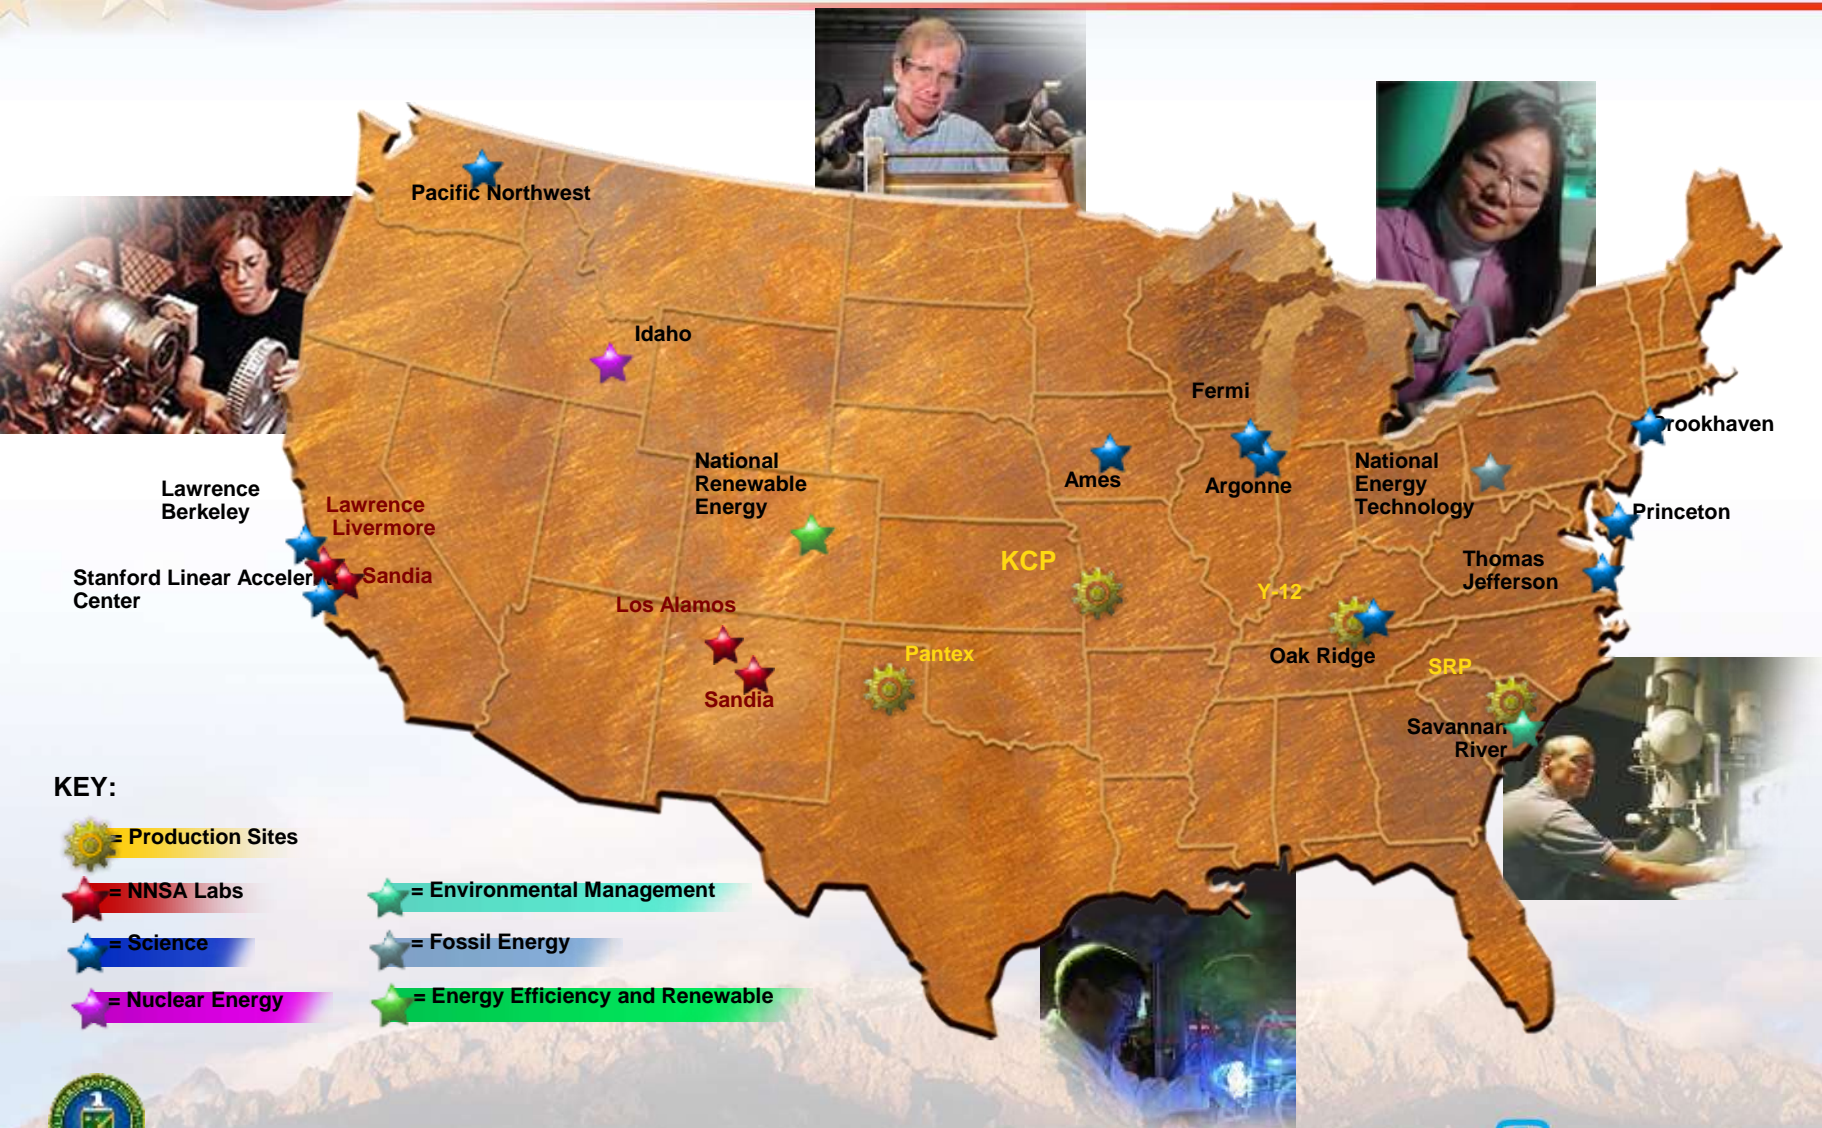 Pacific Northwest
Idaho
Fermi
Brookhaven
National
Renewable
Energy
Ames
Argonne
National
Energy
Technology
Lawrence
Berkeley
Lawrence
Livermore
Princeton
Stanford Linear Acceler
Center
Sandia
KCP
Thomas
Jefferson
Y-12
Los Alamos
Oak Ridge
Pantex
SRP
Sandia
Savannah
River
KEY:
= Production Sites
= NNSA Labs
= Science
= Nuclear Energy
= Environmental Management
= Fossil Energy
= Energy Efficiency and Renewable